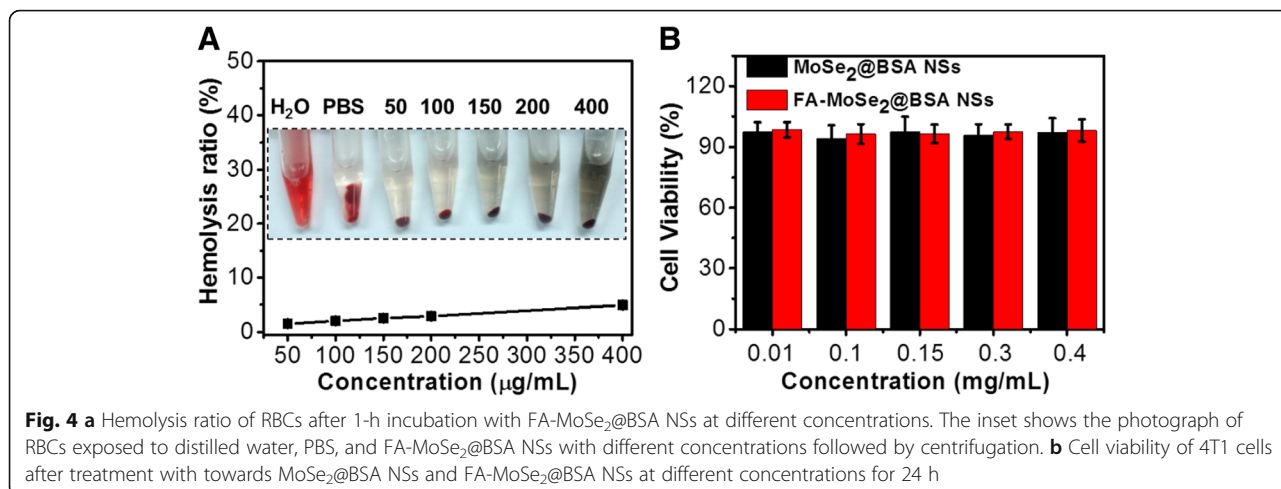 A
Hemolysis ratio (%)
50
40
30
20
10
0
H₂O PBS 50 100 150 200 400
50 100 150 200 250 300 350 400
Concentration (μg/mL)
B
Cell Viability (%)
120
90
60
30
0
MoSe₂@BSA NSs
FA-MoSe₂@BSA NSs
0.01 0.1 0.15 0.3 0.4
Concentration (mg/mL)
Fig. 4 a Hemolysis ratio of RBCs after 1-h incubation with FA-MoSe₂@BSA NSs at different concentrations. The inset shows the photograph of
RBCs exposed to distilled water, PBS, and FA-MoSe₂@BSA NSs with different concentrations followed by centrifugation. b Cell viability of 4T1 cells
after treatment with towards MoSe₂@BSA NSs and FA-MoSe₂@BSA NSs at different concentrations for 24 h